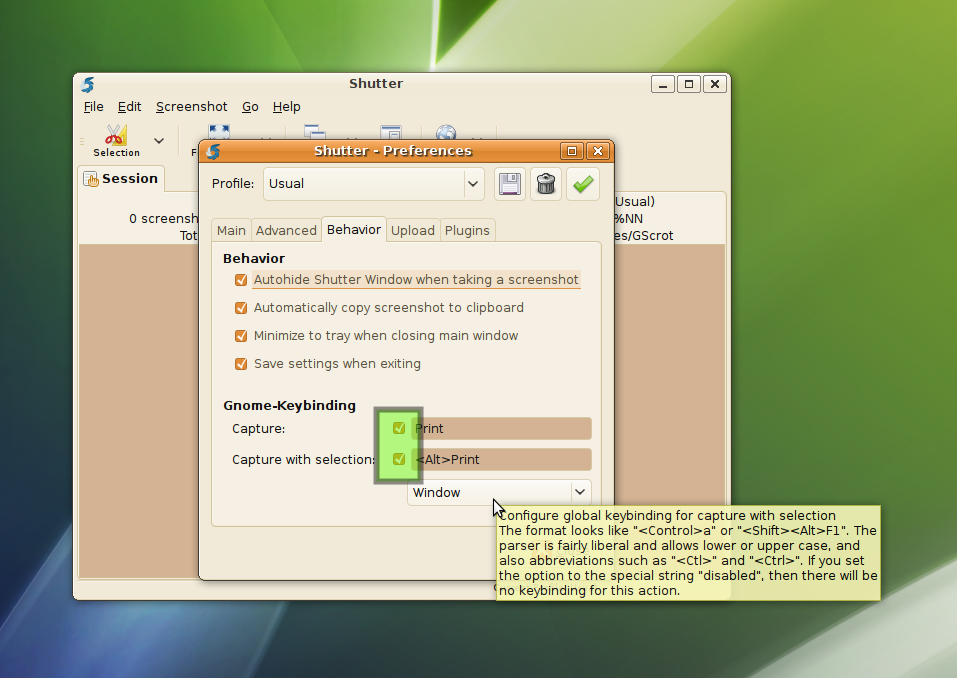 Shutter
File Edit Screenshot Go Help
Selection
Shutter - Preferences
Session
Profile: Usual
Usual)
0 screensh
%NN
Tot
es/GScrot
Main Advanced Behavior Upload Plugins
Behavior
Autohide Shutter Window when taking a screenshot
Automatically copy screenshot to clipboard
Minimize to tray when closing main window
Save settings when exiting
Gnome-Keybinding
Capture: Print
Capture with selection: <Alt>Print
Window
Configure global keybinding for capture with selection
The format looks like "<Control>a" or "<Shift><Alt>F1". The
parser is fairly liberal and allows lower or upper case, and
also abbreviations such as "<Ctl>" and "<Ctrl>". If you set
the option to the special string "disabled", then there will be
no keybinding for this action.